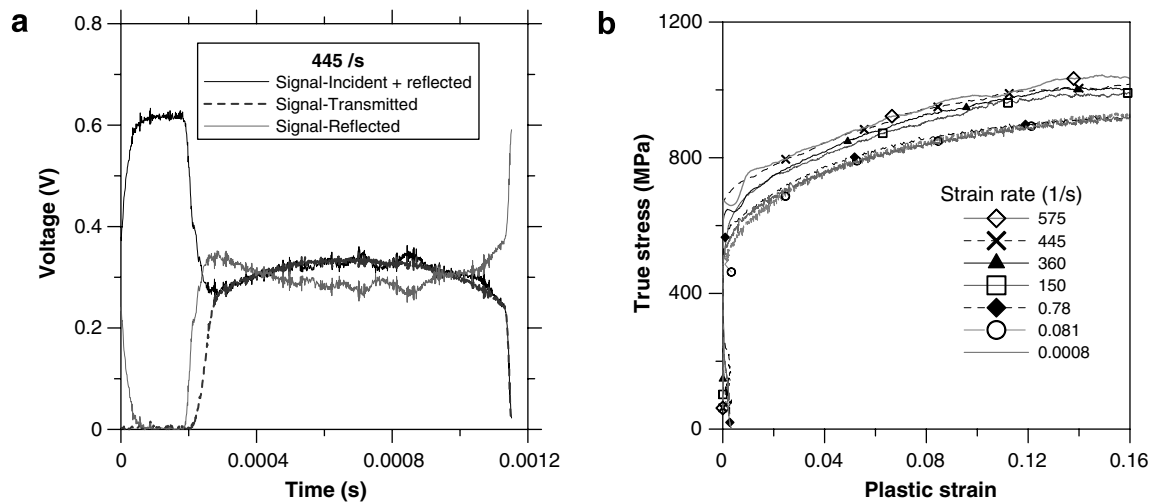 a
0.8
0.6
0.4
0.2
0
Voltage (V)
445 /s
Signal-Incident + reflected
Signal-Transmitted
Signal-Reflected
0
0.0004
0.0008
0.0012
Time (s)
b
1200
800
400
0
True stress (MPa)
Strain rate (1/s)
575
445
360
150
0.78
0.081
0.0008
0
0.04
0.08
0.12
0.16
Plastic strain